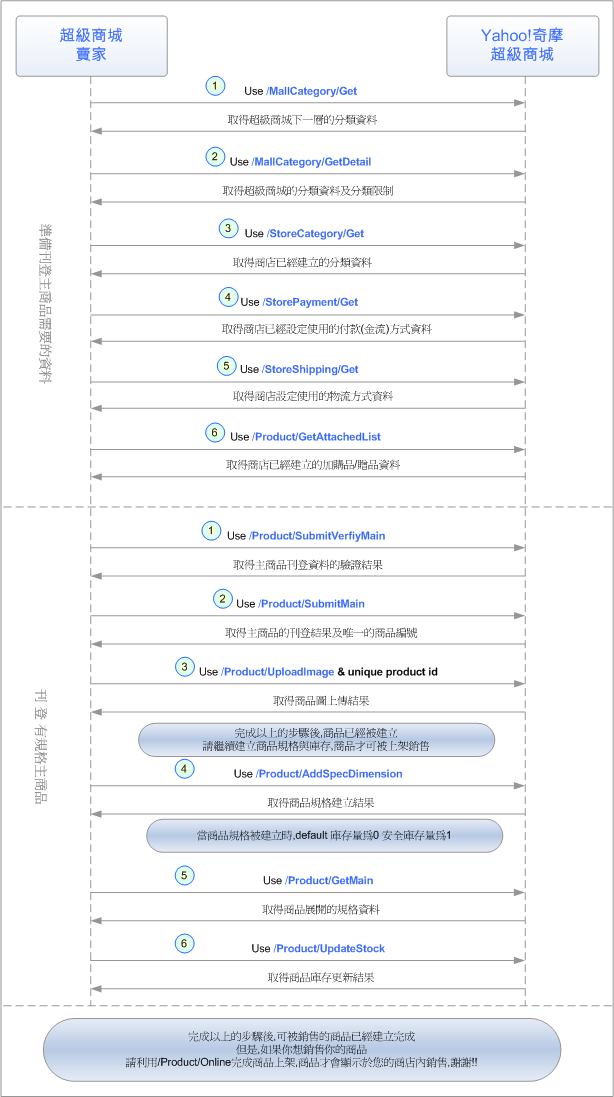 超級商城
賣家
Yahoo!奇摩
超級商城
準備刊登主商品需要的資料
1
Use /MallCategory/Get
取得超級商城下一層的分類資料
2
Use /MallCategory/GetDetail
取得超級商城的分類資料及分類限制
3
Use /StoreCategory/Get
取得商店已經建立的分類資料
4
Use /StorePayment/Get
取得商店已經設定使用的付款(金流)方式資料
5
Use /StoreShipping/Get
取得商店設定使用的物流方式資料
6
Use /Product/GetAttachedList
取得商店已經建立的加購品/贈品資料
刊 登 有規格主商品
1
Use /Product/SubmitVerfiyMain
取得主商品刊登資料的驗證結果
2
Use /Product/SubmitMain
取得主商品的刊登結果及唯一的商品編號
3
Use /Product/UploadImage & unique product id
取得商品圖上傳結果
完成以上的步驟後,商品已經被建立
請繼續建立商品規格與庫存,商品才可被上架銷售
4
Use /Product/AddSpecDimension
取得商品規格建立結果
當商品規格被建立時,default 庫存量為0 安全庫存量為1
5
Use /Product/GetMain
取得商品展開的規格資料
6
Use /Product/UpdateStock
取得商品庫存更新結果
完成以上的步驟後,可被銷售的商品已經建立完成
但是,如果你想銷售你的商品
請利用/Product/Online完成商品上架,商品才會顯示於您的商店內銷售,謝謝!!